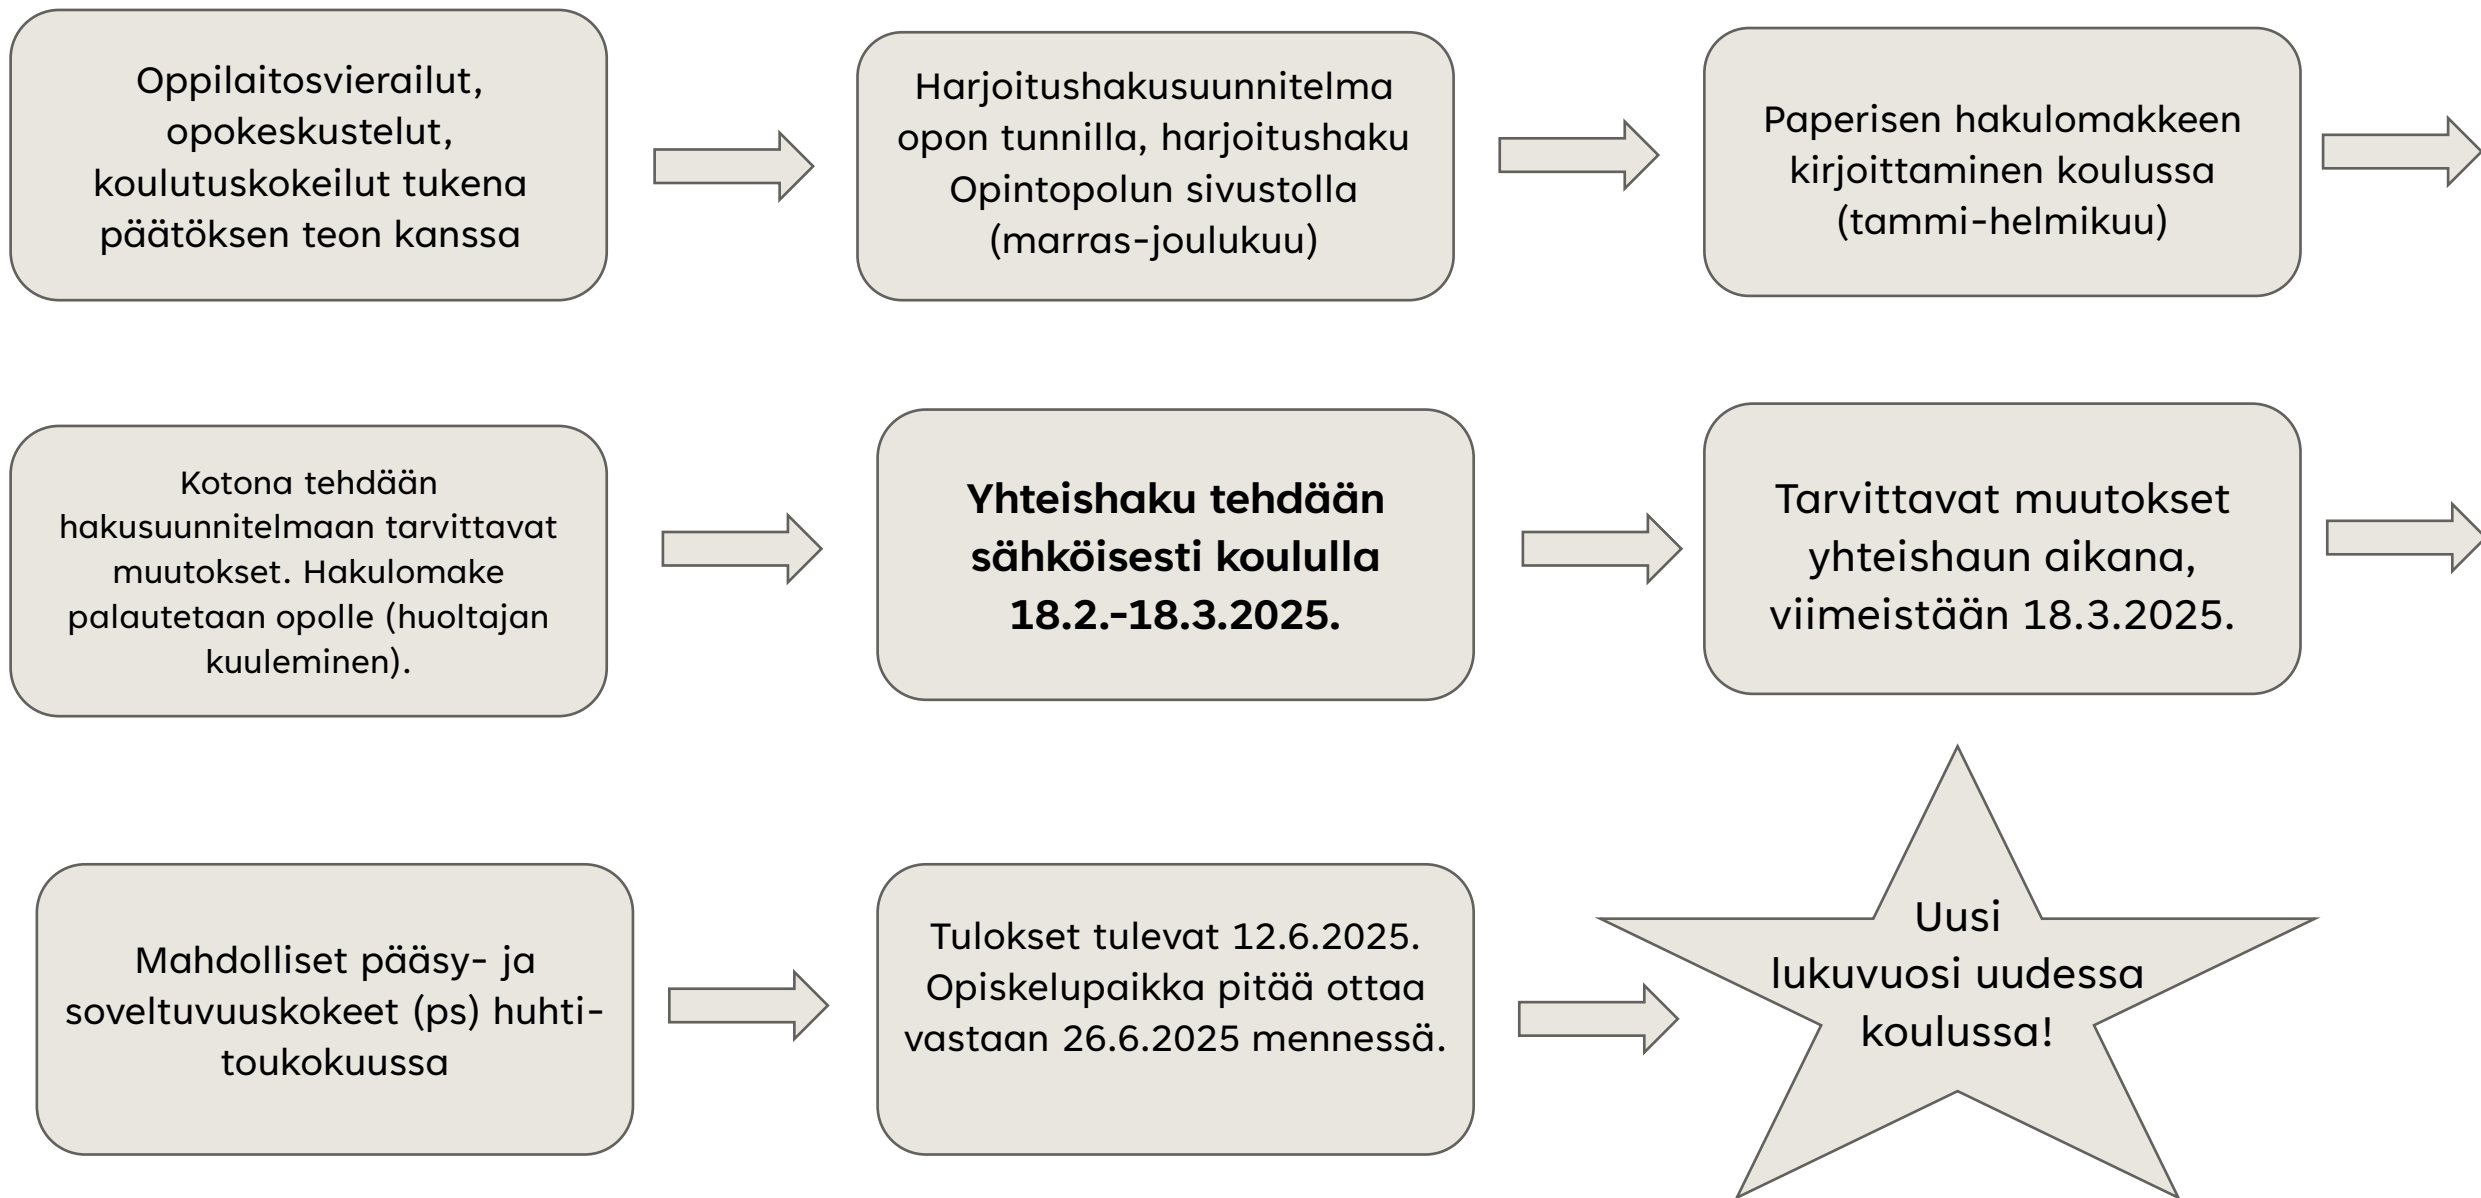 Oppilaitosvierailut,
opokeskustelut,
koulutuskokeilut tukena
päätöksen teon kanssa
Harjoitushakusuunnitelma
opon tunnilla, harjoitushaku
Opintopolun sivustolla
(marras-joulukuu)
Paperisen hakulomakkeen
kirjoittaminen koulussa
(tammi-helmikuu)
Kotona tehdään
hakusuunnitelmaan tarvittavat
muutokset. Hakulomake
palautetaan opolle (huoltajan
kuuleminen).
Yhteishaku tehdään
sähköisesti koululla
18.2.-18.3.2025.
Tarvittavat muutokset
yhteishaun aikana,
viimeistään 18.3.2025.
Mahdolliset pääsy- ja
soveltuvuuskokeet (ps) huhti-
toukokuussa
Tulokset tulevat 12.6.2025.
Opiskelupaikka pitää ottaa
vastaan 26.6.2025 mennessä.
Uusi
lukuvuosi uudessa
koulussa!